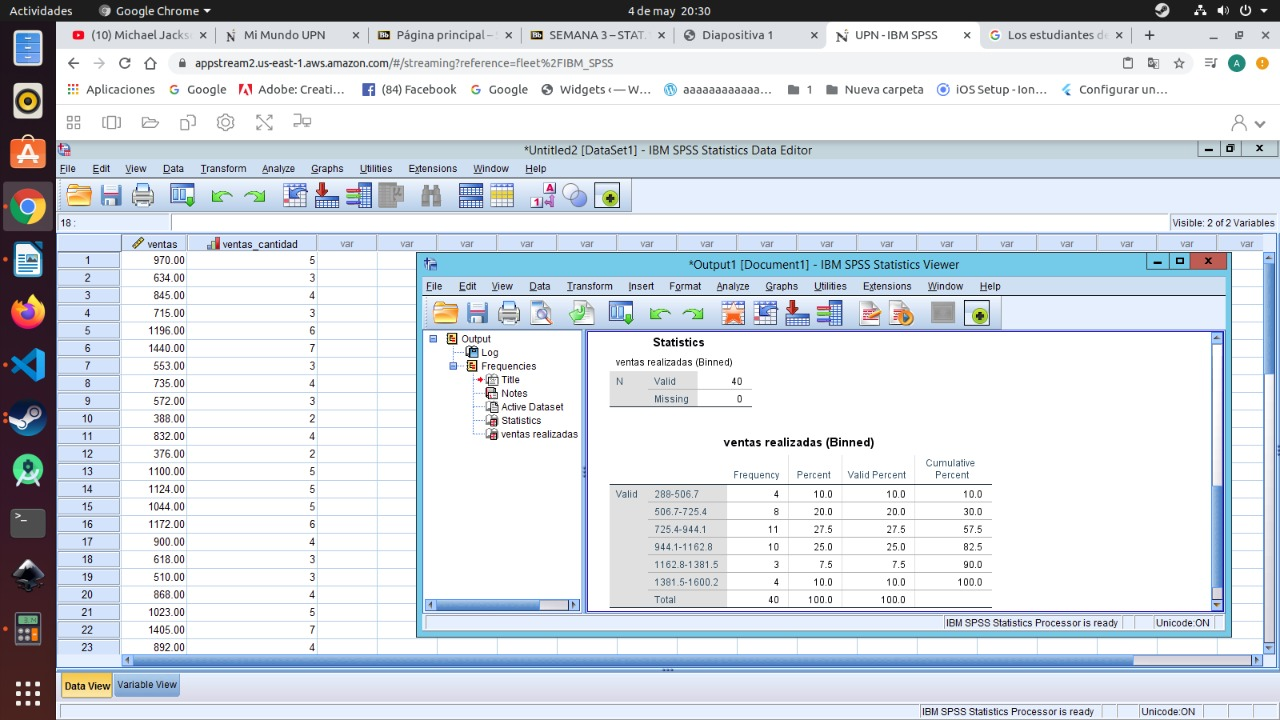 Actividades Google Chrome 4 de may 20:30
(10) Michael Jacks Mi Mundo UPN Página principal – SEMANA 3 – STAT. Diapositiva 1 UPN - IBM SPSS Los estudiantes de
appstream2.us-east-1.aws.amazon.com/#/streaming?reference=fleet%2FIBM_SPSS A
Aplicaciones Google Adobe: Creati... (84) Facebook Google Widgets ‹ — W... aaaaaaaaaaaa... 1 Nueva carpeta iOS Setup - Ion... Configurar un...
*Untitled2 [DataSet1] - IBM SPSS Statistics Data Editor
File Edit View Data Transform Analyze Graphs Utilities Extensions Window Help
18 : Visible: 2 of 2 Variables
ventas ventas_cantidad var var var var var var var var var var var var var var var var
1 970.00 5
2 634.00 3
3 845.00 4
4 715.00 3
5 1196.00 6
6 1440.00 7
7 553.00 3
8 735.00 4
9 572.00 3
10 388.00 2
11 832.00 4
12 376.00 2
13 1100.00 5
14 1124.00 5
15 1044.00 5
16 1172.00 6
17 900.00 4
18 618.00 3
19 510.00 3
20 868.00 4
21 1023.00 5
22 1405.00 7
23 892.00 4
*Output1 [Document1] - IBM SPSS Statistics Viewer
File Edit View Data Transform Insert Format Analyze Graphs Utilities Extensions Window Help
Output
Log
Frequencies
Title
Notes
Active Dataset
Statistics
ventas realizadas
Statistics
ventas realizadas (Binned)
N Valid 40
Missing 0
ventas realizadas (Binned)
Frequency Percent Valid Percent Cumulative Percent
Valid 288-506.7 4 10.0 10.0 10.0
506.7-725.4 8 20.0 20.0 30.0
725.4-944.1 11 27.5 27.5 57.5
944.1-1162.8 10 25.0 25.0 82.5
1162.8-1381.5 3 7.5 7.5 90.0
1381.5-1600.2 4 10.0 10.0 100.0
Total 40 100.0 100.0
IBM SPSS Statistics Processor is ready Unicode:ON
Data View Variable View
IBM SPSS Statistics Processor is ready Unicode:ON